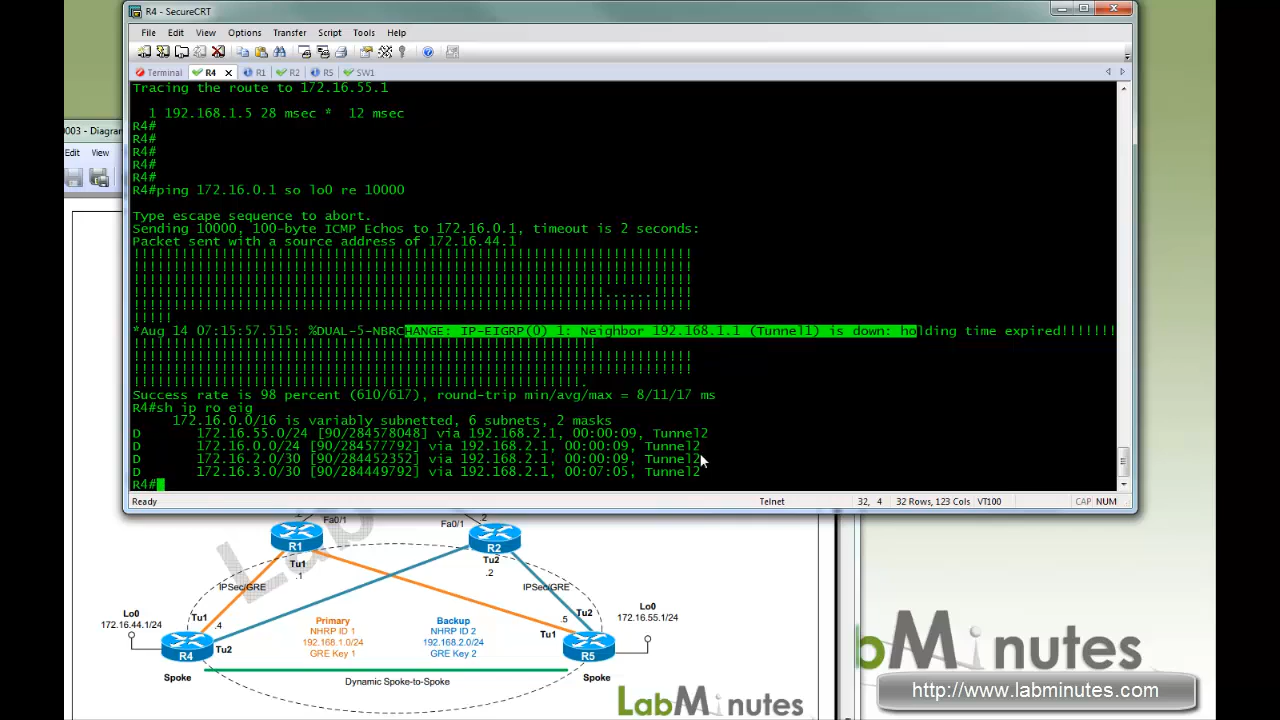 R4 - SecureCRT
File Edit View Options Transfer Script Tools Help
Terminal R4 R1 R2 R5 SW1
Tracing the route to 172.16.55.1
1 192.168.1.5 28 msec * 12 msec
R4#
R4#
R4#
R4#
R4#
R4#ping 172.16.0.1 so lo0 re 10000
Type escape sequence to abort.
Sending 10000, 100-byte ICMP Echos to 172.16.0.1, timeout is 2 seconds:
Packet sent with a source address of 172.16.44.1
!!!!!!!!!!!!!!!!!!!!!!!!!!!!!!!!!!!!!!!!!!!!!!!!!!!!!!!!!!!!!!!!!!!!!!
!!!!!!!!!!!!!!!!!!!!!!!!!!!!!!!!!!!!!!!!!!!!!!!!!!!!!!!!!!!!!!!!!!!!!!
!!!!!!!!!!!!!!!!!!!!!!!!!!!!!!!!!!!!!!!!!!!!!!!!!!!!!!!!!!!!!!!!!!!!!!
!!!!!!!!!!!!!!!!!!!!!!!!!!!!!!!!!!!!!!!!!!!!!!!!!!!!!!!!!!!......!!!!!
!!!!!!!!!!!!!!!!!!!!!!!!!!!!!!!!!!!!!!!!!!!!!!!!!!!!!!!!!!!!!!!!!!!!!!
!!!!!
*Aug 14 07:15:57.515: %DUAL-5-NBRCHANGE: IP-EIGRP(0) 1: Neighbor 192.168.1.1 (Tunnel1) is down: holding time expired!!!!!!!
!!!!!!!!!!!!!!!!!!!!!!!!!!!!!!!!!!!!!!!!!!!!!!!!!!!!!!!!!!
!!!!!!!!!!!!!!!!!!!!!!!!!!!!!!!!!!!!!!!!!!!!!!!!!!!!!!!!!!!!!!!!!!!!!!
!!!!!!!!!!!!!!!!!!!!!!!!!!!!!!!!!!!!!!!!!!!!!!!!!!!!!!!!!!!!!!!!!!!!!!
!!!!!!!!!!!!!!!!!!!!!!!!!!!!!!!!!!!!!!!!!!!!!!!!!!!!!!!!.
Success rate is 98 percent (610/617), round-trip min/avg/max = 8/11/17 ms
R4#sh ip ro eig
172.16.0.0/16 is variably subnetted, 6 subnets, 2 masks
D 172.16.55.0/24 [90/284578048] via 192.168.2.1, 00:00:09, Tunnel2
D 172.16.0.0/24 [90/284577792] via 192.168.2.1, 00:00:09, Tunnel2
D 172.16.2.0/30 [90/284452352] via 192.168.2.1, 00:00:09, Tunnel2
D 172.16.3.0/30 [90/284449792] via 192.168.2.1, 00:07:05, Tunnel2
R4#
Ready Telnet 32, 4 32 Rows, 123 Cols VT100 CAP NUM
0003 - Diagram
Edit View
Fa0/1 Fa0/1 .2
R1 R2
Tu1 Tu2
.1 .2
IPSec/GRE IPSec/GRE
Lo0 Lo0
172.16.44.1/24 172.16.55.1/24
Tu1 .4 .5 Tu2
Primary Backup
NHRP ID 1 NHRP ID 2
192.168.1.0/24 192.168.2.0/24
GRE Key 1 GRE Key 2
Tu1
R4 Tu2 R5
Spoke Spoke
Dynamic Spoke-to-Spoke
Lab
LabMinutes
bMinutes
http://www.labminutes.com